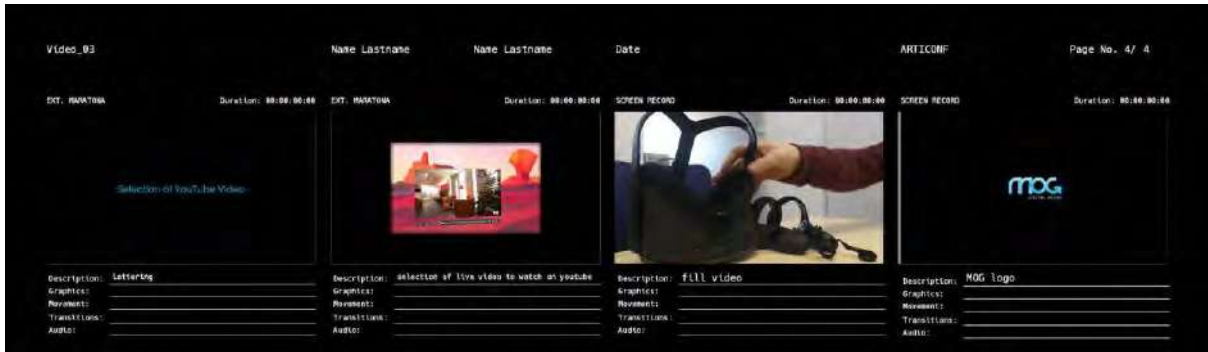 Video_03 Name Lastname Name Lastname Date ARTICONF Page No. 4/ 4
EXT. MARATONA Duration: 00:00:00:00 EXT. MARATONA Duration: 00:00:00:00 SCREEN RECORD Duration: 00:00:00:00 SCREEN RECORD Duration: 00:00:00:00
Selection of YouTube Video
mog
Description: Lettering
Graphics:
Movement:
Transitions:
Audio:
Description: selection of live video to watch on youtube
Graphics:
Movement:
Transitions:
Audio:
Description: fill video
Graphics:
Movement:
Transitions:
Audio:
Description: MOG logo
Graphics:
Movement:
Transitions:
Audio: